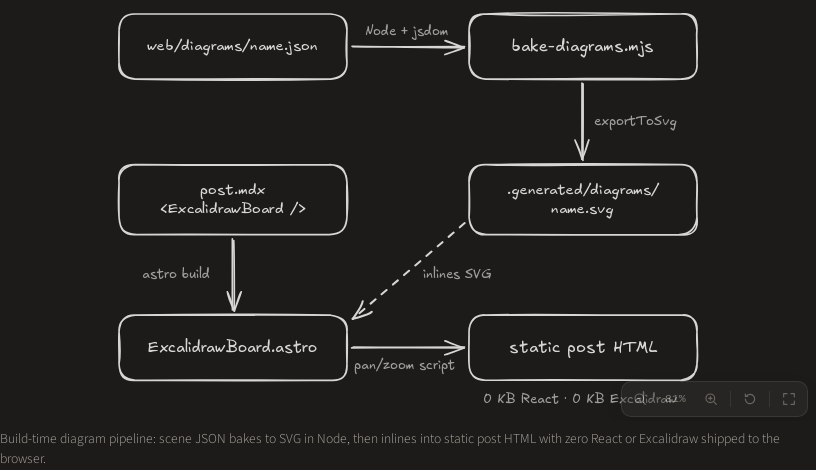 web/diagrams/name.json
Node + jsdom
bake-diagrams.mjs
exportToSvg
post.mdx
<ExcalidrawBoard />
.generated/diagrams/
name.svg
astro build
inlines SVG
ExcalidrawBoard.astro
pan/zoom script
static post HTML
0 KB React · 0 KB Excalidraw
Build-time diagram pipeline: scene JSON bakes to SVG in Node, then inlines into static post HTML with zero React or Excalidraw shipped to the
browser.